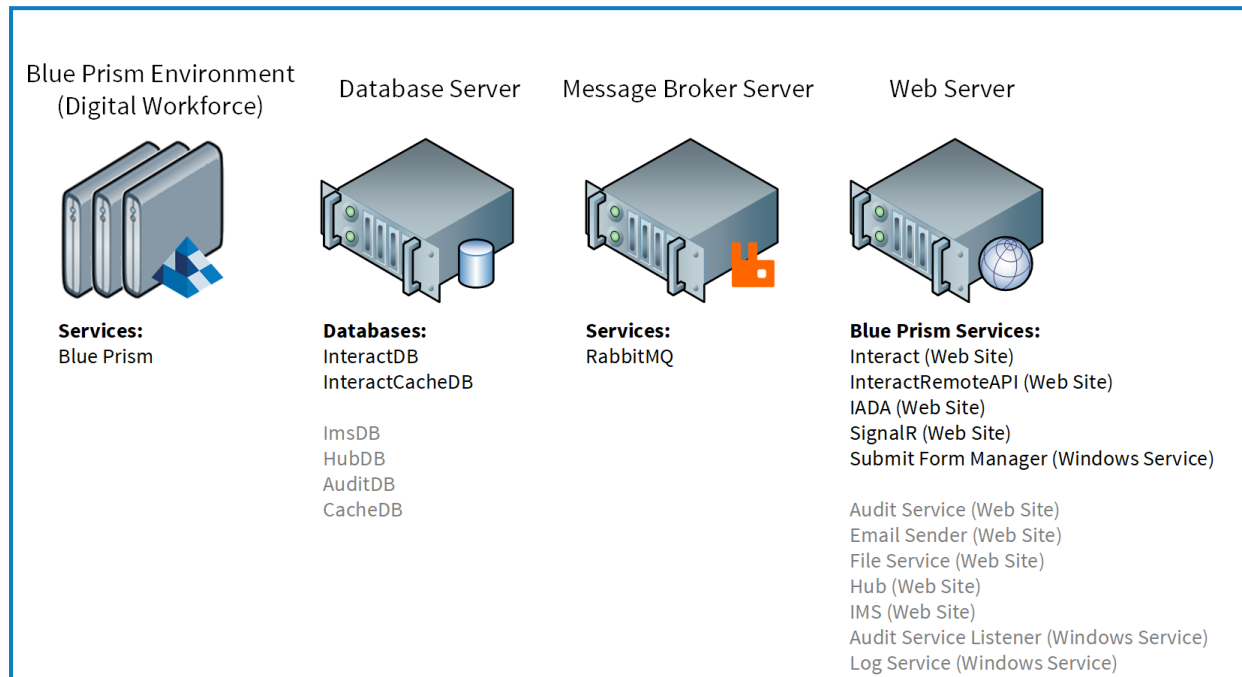 Blue Prism Environment
(Digital Workforce)
Database Server
Message Broker Server
Web Server
Services:
Blue Prism
Databases:
InteractDB
InteractCacheDB
ImsDB
HubDB
AuditDB
CacheDB
Services:
RabbitMQ
Blue Prism Services:
Interact (Web Site)
InteractRemoteAPI (Web Site)
IADA (Web Site)
SignalR (Web Site)
Submit Form Manager (Windows Service)
Audit Service (Web Site)
Email Sender (Web Site)
File Service (Web Site)
Hub (Web Site)
IMS (Web Site)
Audit Service Listener (Windows Service)
Log Service (Windows Service)